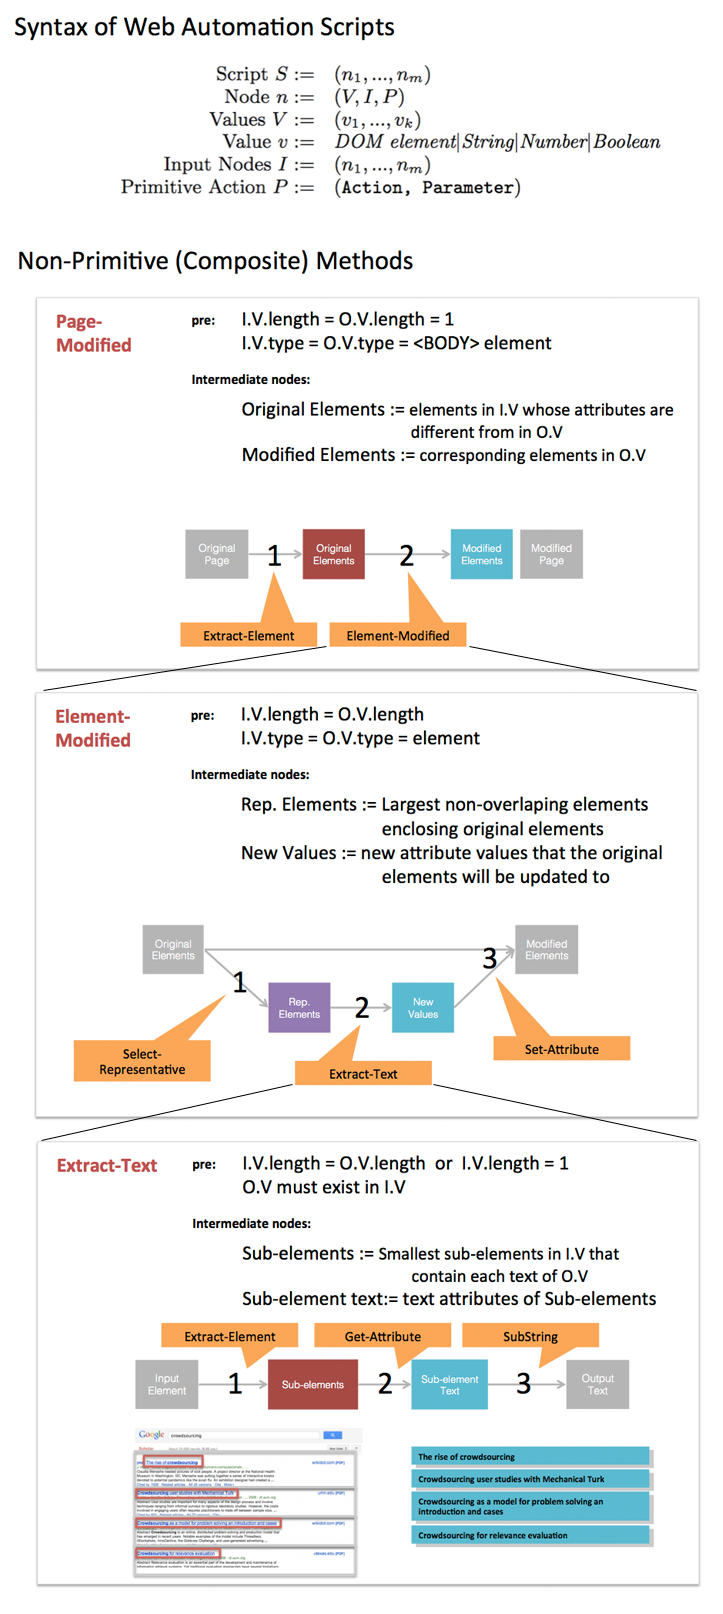 Syntax of Web Automation Scripts
Script S := (n1, ..., nm)
Node n := (V, I, P)
Values V := (v1, ..., vk)
Value v := DOM element|String|Number|Boolean
Input Nodes I := (n1, ..., nm)
Primitive Action P := (Action, Parameter)
Non-Primitive (Composite) Methods
Page-
Modified
pre: I.V.length = O.V.length = 1
I.V.type = O.V.type = <BODY> element
Intermediate nodes:
Original Elements := elements in I.V whose attributes are
different from in O.V
Modified Elements := corresponding elements in O.V
Original
Page
1
Original
Elements
2
Modified
Elements
Modified
Page
Extract-Element
Element-Modified
Element-
Modified
pre: I.V.length = O.V.length
I.V.type = O.V.type = element
Intermediate nodes:
Rep. Elements := Largest non-overlaping elements
enclosing original elements
New Values := new attribute values that the original
elements will be updated to
Original
Elements
Modified
Elements
1
3
Rep.
Elements
2
New
Values
Select-
Representative
Set-Attribute
Extract-Text
Extract-Text
pre: I.V.length = O.V.length or I.V.length = 1
O.V must exist in I.V
Intermediate nodes:
Sub-elements := Smallest sub-elements in I.V that
contain each text of O.V
Sub-element text:= text attributes of Sub-elements
Extract-Element
Get-Attribute
SubString
Input
Element
1
Sub-elements
2
Sub-element
Text
3
Output
Text
Google
crowdsourcing
The rise of crowdsourcing
Crowdsourcing user studies with Mechanical Turk
Crowdsourcing as a model for problem solving an introduction and cases
Crowdsourcing for relevance evaluation
The rise of crowdsourcing
Crowdsourcing user studies with Mechanical Turk
Crowdsourcing as a model for problem solving an
introduction and cases
Crowdsourcing for relevance evaluation